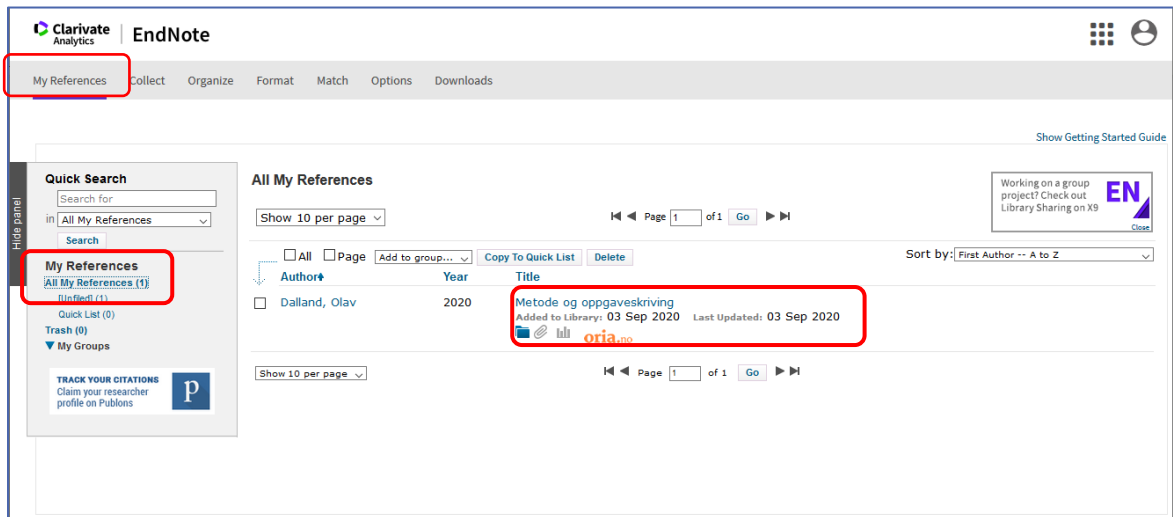 Clarivate Analytics | EndNote
My References Collect Organize Format Match Options Downloads
Show Getting Started Guide
Hide panel
Quick Search
Search for
in All My References
Search
My References
All My References (1)
[Unfiled] (1)
Quick List (0)
Trash (0)
▼ My Groups
TRACK YOUR CITATIONS
Claim your researcher
profile on Publons
p
All My References
Show 10 per page
Page 1 of 1 Go
Working on a group
project? Check out
Library Sharing on X9
EN
Close
All Page Add to group... Copy To Quick List Delete
Sort by: First Author -- A to Z
Author Year Title
Dalland, Olav 2020 Metode og oppgaveskriving
Added to Library: 03 Sep 2020 Last Updated: 03 Sep 2020
oria.no
Show 10 per page
Page 1 of 1 Go